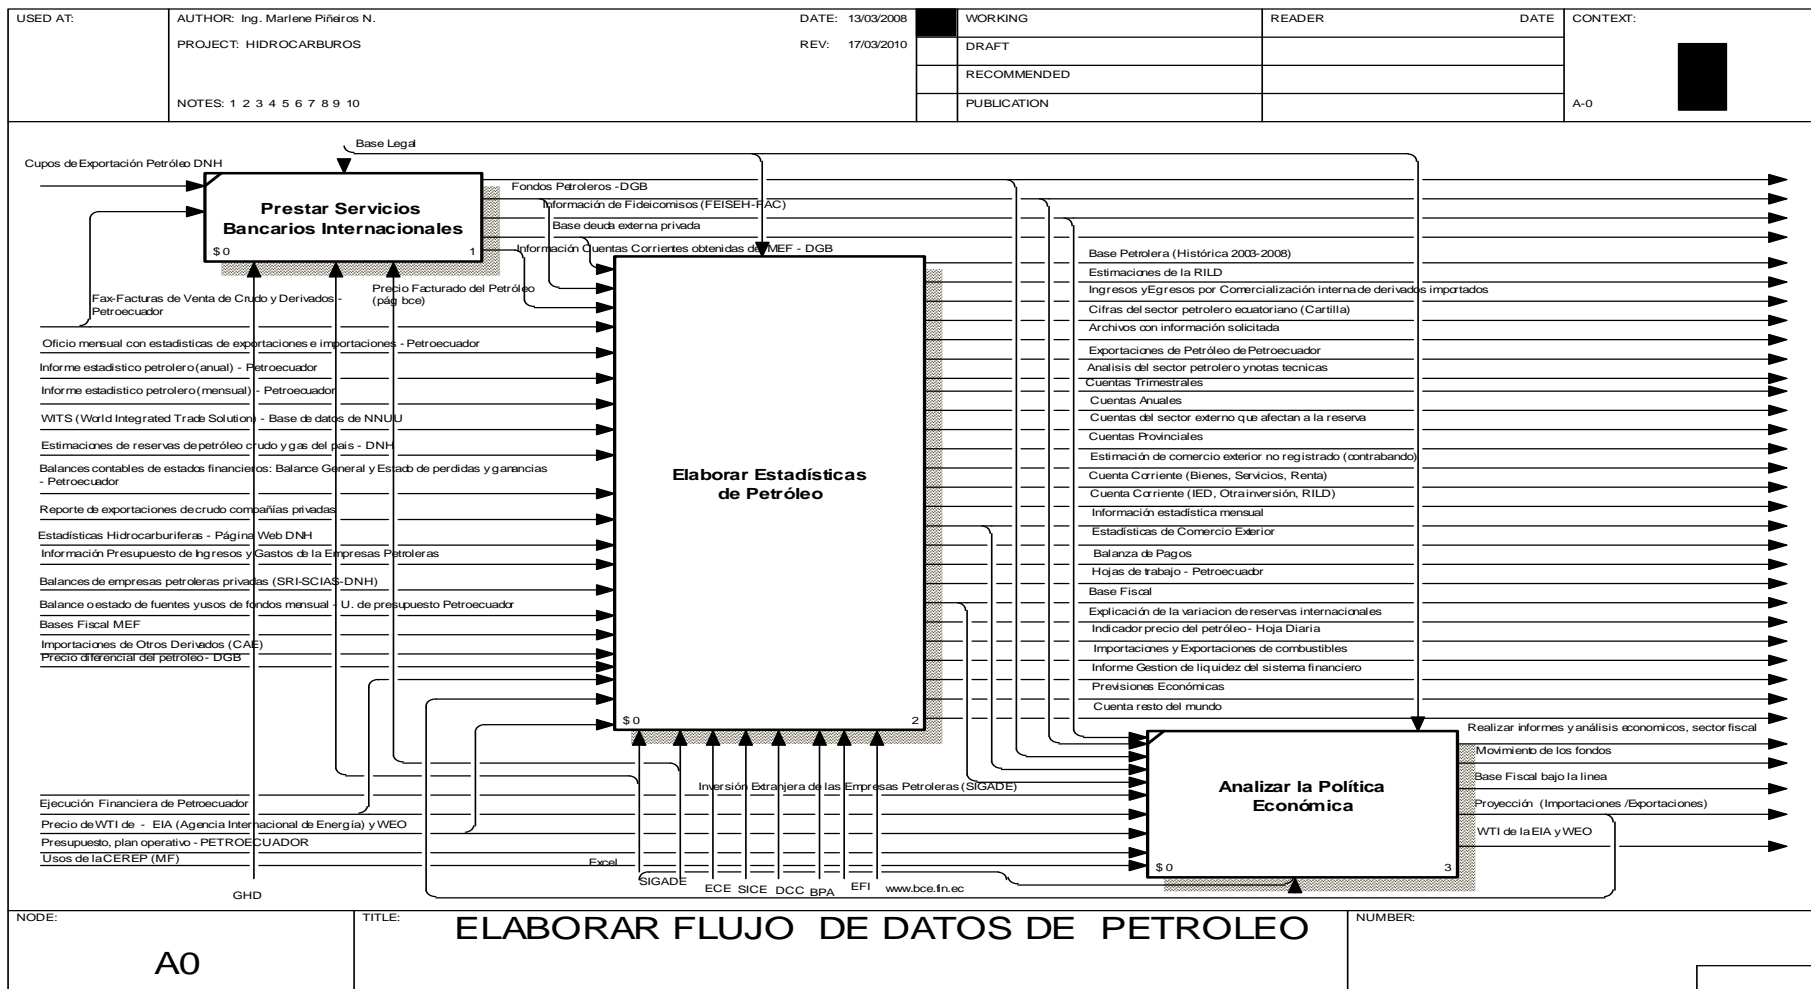 USED AT:
AUTHOR: Ing. Marlene Piñeiros N.
DATE: 13/03/2008
PROJECT: HIDROCARBUROS
REV: 17/03/2010
NOTES: 1 2 3 4 5 6 7 8 9 10
WORKING
DRAFT
RECOMMENDED
PUBLICATION
READER
DATE
CONTEXT:
A-0
Base Legal
Cupos de Exportación Petróleo DNH
Prestar Servicios
Bancarios Internacionales
$ 0
1
Fondos Petroleros -DGB
Información de Fideicomisos (FEISEH-FAC)
Base deuda externa privada
Información Cuentas Corrientes obtenidas del MEF - DGB
Fax-Facturas de Venta de Crudo y Derivados -
Petroecuador
Precio Facturado del Petróleo
(pág bce)
Oficio mensual con estadisticas de exportaciones e importaciones - Petroecuador
Informe estadistico petrolero (anual) - Petroecuador
Informe estadistico petrolero (mensual) - Petroecuador
WITS (World Integrated Trade Solution) - Base de datos de NNUU
Estimaciones de reservas de petróleo crudo y gas del pais - DNH
Balances contables de estados financieros: Balance General y Estado de perdidas y ganancias
- Petroecuador
Reporte de exportaciones de crudo compañías privadas
Estadísticas Hidrocarburiferas - Página Web DNH
Información Presupuesto de Ingresos y Gastos de la Empresas Petroleras
Balances de empresas petroleras privadas (SRI-SCIAS-DNH)
Balance o estado de fuentes y usos de fondos mensual - U. de presupuesto Petroecuador
Bases Fiscal MEF
Importaciones de Otros Derivados (CAE)
Precio diferencial del petroleo - DGB
Elaborar Estadísticas
de Petróleo
$ 0
2
Base Petrolera (Histórica 2003-2008)
Estimaciones de la RILD
Ingresos y Egresos por Comercialización interna de derivados importados
Cifras del sector petrolero ecuatoriano (Cartilla)
Archivos con información solicitada
Exportaciones de Petróleo de Petroecuador
Analisis del sector petrolero y notas tecnicas
Cuentas Trimestrales
Cuentas Anuales
Cuentas del sector externo que afectan a la reserva
Cuentas Provinciales
Estimación de comercio exterior no registrado (contrabando)
Cuenta Corriente (Bienes, Servicios, Renta)
Cuenta Corriente (IED, Otra inversión, RILD)
Información estadística mensual
Estadísticas de Comercio Exterior
Balanza de Pagos
Hojas de trabajo - Petroecuador
Base Fiscal
Explicación de la variacion de reservas internacionales
Indicador precio del petróleo - Hoja Diaria
Importaciones y Exportaciones de combustibles
Informe Gestion de liquidez del sistema financiero
Previsiones Económicas
Cuenta resto del mundo
Inversión Extranjera de las Empresas Petroleras (SIGADE)
Ejecución Financiera de Petroecuador
Precio de WTI de - EIA (Agencia Internacional de Energía) y WEO
Presupuesto, plan operativo - PETROECUADOR
Usos de la CEREP (MF)
Analizar la Política
Económica
$ 0
3
Realizar informes y análisis economicos, sector fiscal
Movimiento de los fondos
Base Fiscal bajo la linea
Proyección (Importaciones /Exportaciones)
WTI de la EIA y WEO
GHD
Excel
SIGADE
ECE
SICE
DCC
BPA
EFI
www.bce.fin.ec
NODE:
A0
TITLE:
ELABORAR FLUJO DE DATOS DE PETROLEO
NUMBER: